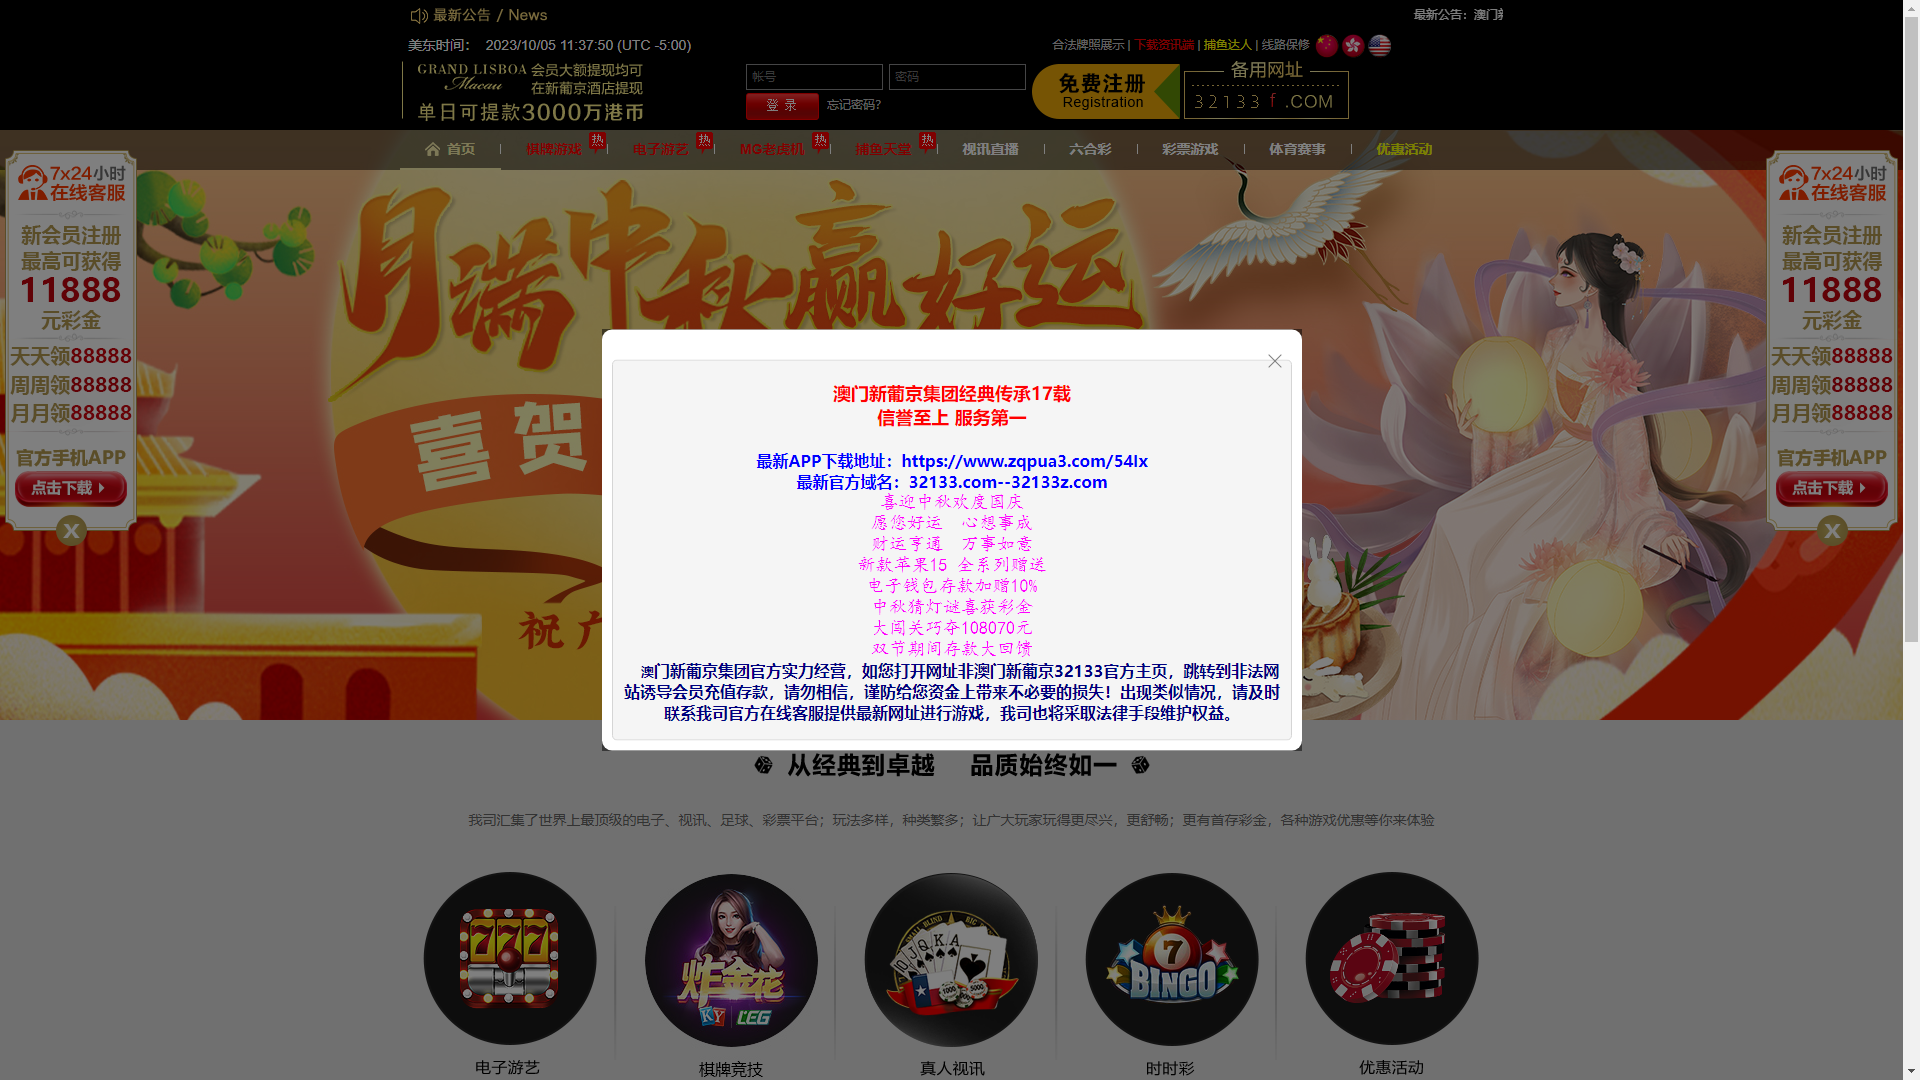 最新公告 / News
最新公告：澳门新
美东时间： 2023/10/05 11:37:50 (UTC -5:00)
合法牌照展示 | 下载资讯端 | 捕鱼达人 | 线路保修
GRAND LISBOA
Macau
会员大额提现均可
在新葡京酒店提现
单日可提款3000万港币
帐号
密码
登 录
忘记密码?
免费注册
Registration
备用网址
32133f.COM
首页
棋牌游戏 热
电子游艺 热
MG老虎机 热
捕鱼天堂 热
视讯直播
六合彩
彩票游戏
体育赛事
优惠活动
7x24小时
在线客服
新会员注册
最高可获得
11888
元彩金
天天领88888
周周领88888
月月领88888
官方手机APP
点击下载
X
月满中秋赢好运
喜贺
祝
澳门新葡京集团经典传承17载
信誉至上 服务第一
最新APP下载地址：https://www.zqpua3.com/54lx
最新官方域名：32133.com--32133z.com
喜迎中秋欢度国庆
愿您好运 心想事成
财运亨通 万事如意
新款苹果15 全系列赠送
电子钱包存款加赠10%
中秋猜灯谜喜获彩金
大闯关巧夺108070元
双节期间存款大回馈
澳门新葡京集团官方实力经营，如您打开网址非澳门新葡京32133官方主页，跳转到非法网
站诱导会员充值存款，请勿相信，谨防给您资金上带来不必要的损失！出现类似情况，请及时
联系我司官方在线客服提供最新网址进行游戏，我司也将采取法律手段维护权益。
7x24小时
在线客服
新会员注册
最高可获得
11888
元彩金
天天领88888
周周领88888
月月领88888
官方手机APP
点击下载
X
从经典到卓越 品质始终如一
我司汇集了世界上最顶级的电子、视讯、足球、彩票平台；玩法多样，种类繁多；让广大玩家玩得更尽兴，更舒畅；更有首存彩金，各种游戏优惠等你来体验
777
炸金花
KY LEG
10 J Q K A
7
BINGO
电子游艺
棋牌竞技
真人视讯
时时彩
优惠活动